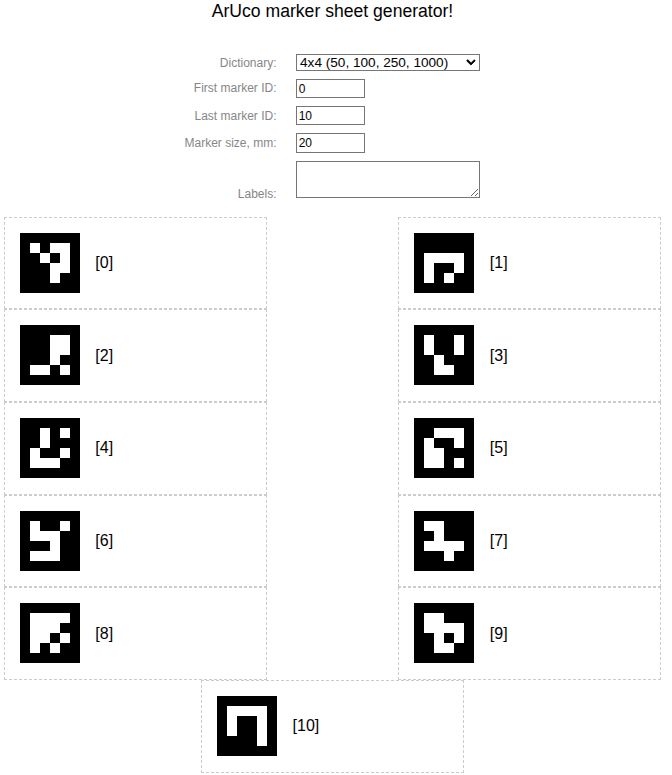 ArUco marker sheet generator!
Dictionary: 4x4 (50, 100, 250, 1000)
First marker ID: 0
Last marker ID: 10
Marker size, mm: 20
Labels:
[0] [1]
[2] [3]
[4] [5]
[6] [7]
[8] [9]
[10]